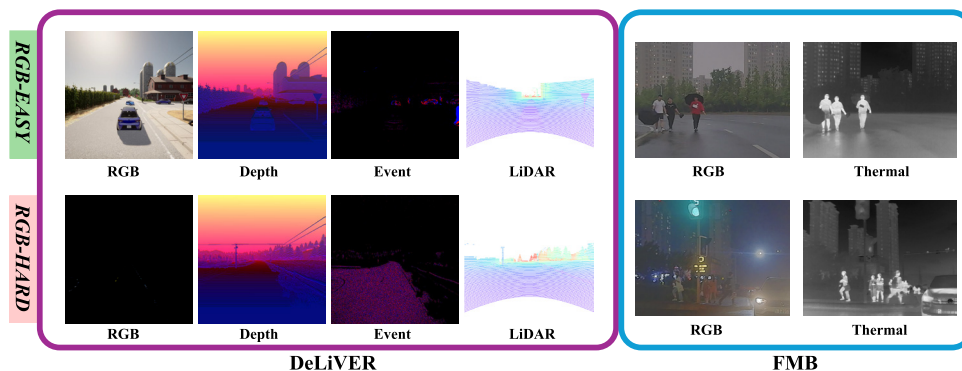 RGB-EASY
RGB Depth Event LiDAR RGB Thermal
RGB-HARD
RGB Depth Event LiDAR RGB Thermal
DeLiVER FMB